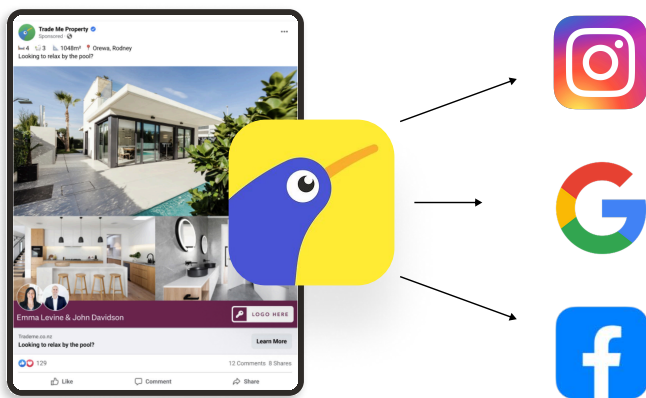 Trade Me Property
Sponsored
4 3 1048m² Orewa, Rodney
Looking to relax by the pool?
Emma Levine & John Davidson
LOGO HERE
Trademe.co.nz
Looking to relax by the pool?
Learn More
129
12 Comments 8 Shares
Like
Comment
Share